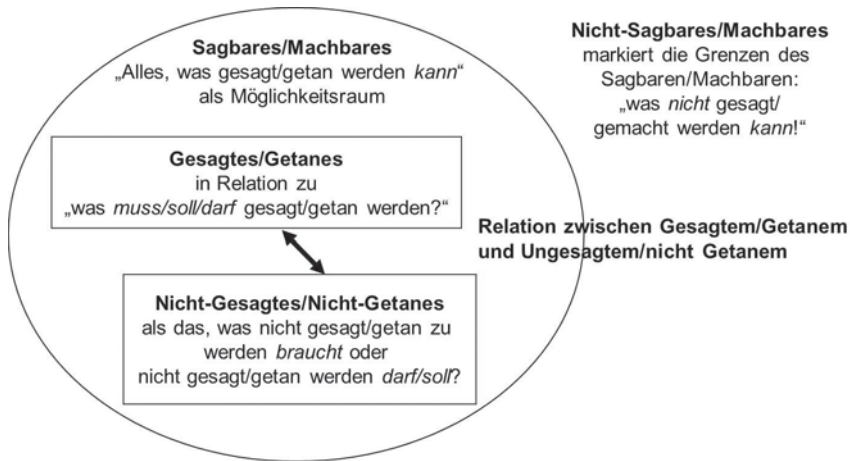 Sagbares/Machbares
„Alles, was gesagt/getan werden kann“
als Möglichkeitsraum
Nicht-Sagbares/Machbares
markiert die Grenzen des
Sagbaren/Machbaren:
„was nicht gesagt/
gemacht werden kann!“
Gesagtes/Getanes
in Relation zu
„was muss/soll/darf gesagt/getan werden?“
Relation zwischen Gesagtem/Getanem
und Ungesagtem/nicht Getanem
Nicht-Gesagtes/Nicht-Getanes
als das, was nicht gesagt/getan zu
werden braucht oder
nicht gesagt/getan werden darf/soll?